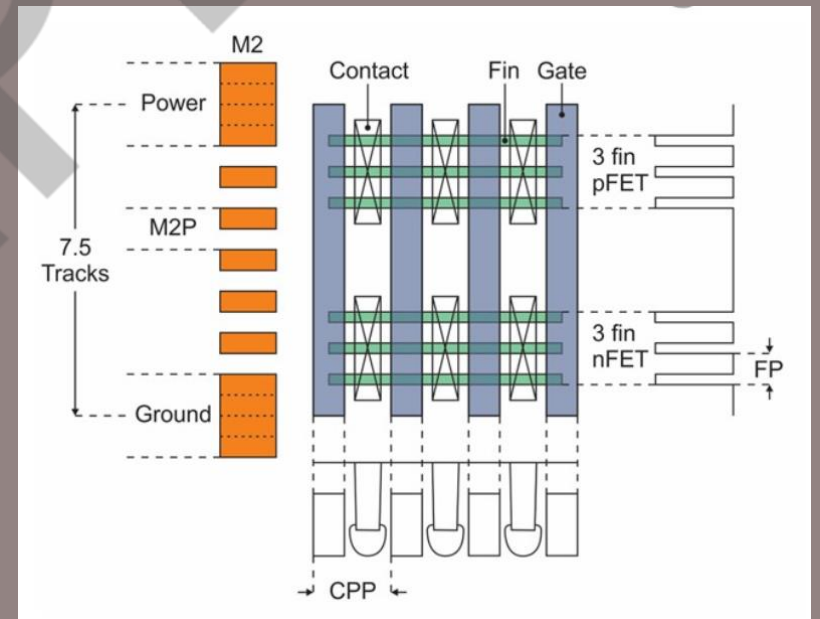 M2
Contact
Fin
Gate
Power
3 fin
pFET
M2P
7.5
Tracks
3 fin
nFET
FP
Ground
CPP